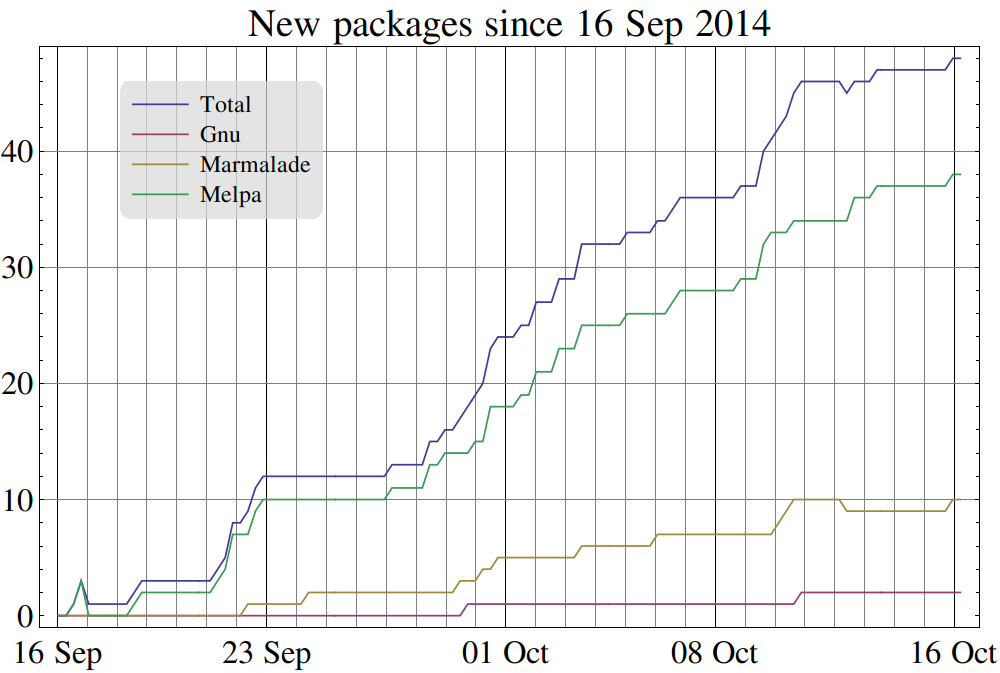 New packages since 16 Sep 2014
Total
Gnu
Marmalade
Melpa
40
30
20
10
0
16 Sep 23 Sep 01 Oct 08 Oct 16 Oct